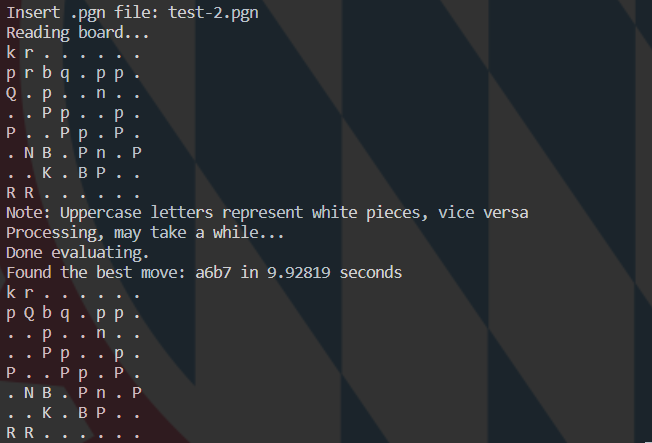 Insert .pgn file: test-2.pgn
Reading board...
k r . . . . . .
p r b q . p p .
Q . p . . n . .
. . P p . . p .
P . . P p . P .
. N B . P n . P
. . K . B P . .
R R . . . . . .
Note: Uppercase letters represent white pieces, vice versa
Processing, may take a while...
Done evaluating.
Found the best move: a6b7 in 9.92819 seconds
k r . . . . . .
p Q b q . p p .
. . p . . n . .
. . P p . . p .
P . . P p . P .
. N B . P n . P
. . K . B P . .
R R . . . . . .